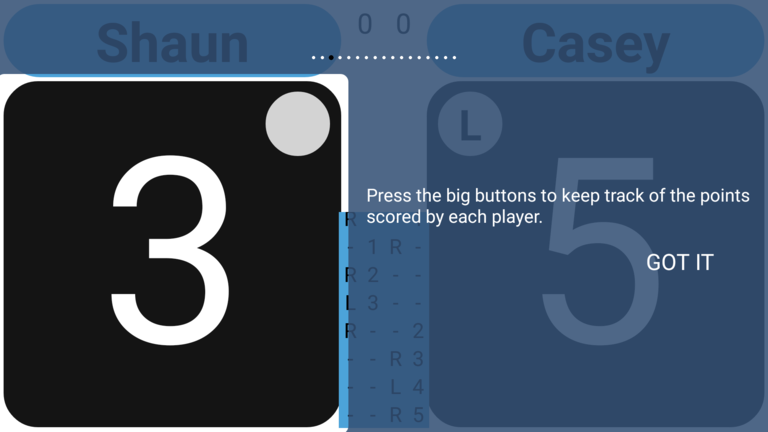 Shaun
0 0
Casey
3
L
5
Press the big buttons to keep track of the points
scored by each player.
GOT IT
R
- 1 R -
R 2 - -
L 3 - -
R - - 2
- - R 3
- - L 4
- - R 5